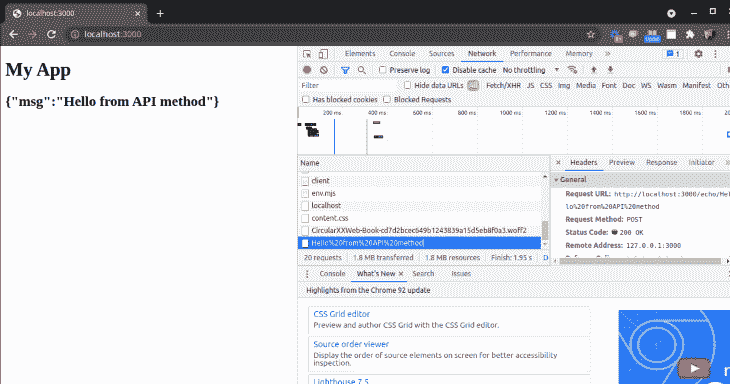 localhost:3000
localhost:3000
My App
{"msg":"Hello from API method"}
Elements Console Sources Network Performance Memory 1
Preserve log Disable cache No throttling
Filter Hide data URLs All Fetch/XHR JS CSS Img Media Font Doc WS Wasm Manifest
Has blocked cookies Blocked Requests
200 ms 400 ms 600 ms 800 ms 1000 ms 1200 ms 1400 ms 1600 ms 1800 ms
Name
Headers Preview Response Initiator
client
env.mjs
localhost
content.css
CircularXXWeb-Book-cd7d2bcec649b1243839a15d5eb8f0a3.woff2
Hello%20from%20API%20method
General
Request URL: http://localhost:3000/echo/Hel
lo%20from%20API%20method
Request Method: POST
Status Code: 200 OK
Remote Address: 127.0.0.1:3000
20 requests 1.8 MB transferred 1.8 MB resources Finish: 1.95 s
Console What's New Search Issues
Highlights from the Chrome 92 update
CSS Grid editor
Preview and author CSS Grid with the CSS Grid editor.
Source order viewer
Display the order of source elements on screen for better accessibility
inspection.
Lighthouse 7.5